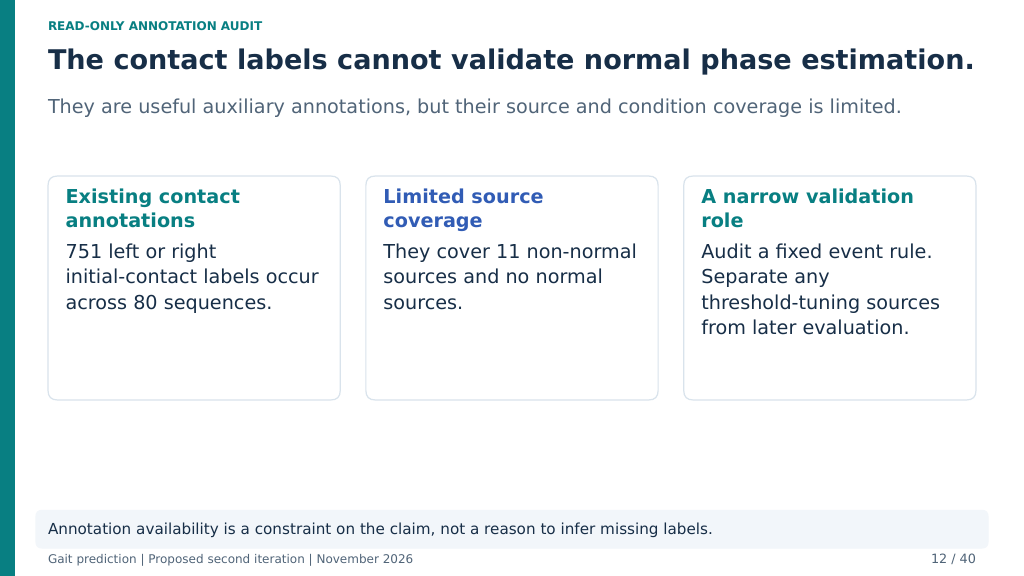 READ-ONLY ANNOTATION AUDIT
The contact labels cannot validate normal phase estimation.
They are useful auxiliary annotations, but their source and condition coverage is limited.
Existing contact
annotations
751 left or right
initial-contact labels occur
across 80 sequences.
Limited source
coverage
They cover 11 non-normal
sources and no normal
sources.
A narrow validation
role
Audit a fixed event rule.
Separate any
threshold-tuning sources
from later evaluation.
Annotation availability is a constraint on the claim, not a reason to infer missing labels.
Gait prediction | Proposed second iteration | November 2026
12 / 40